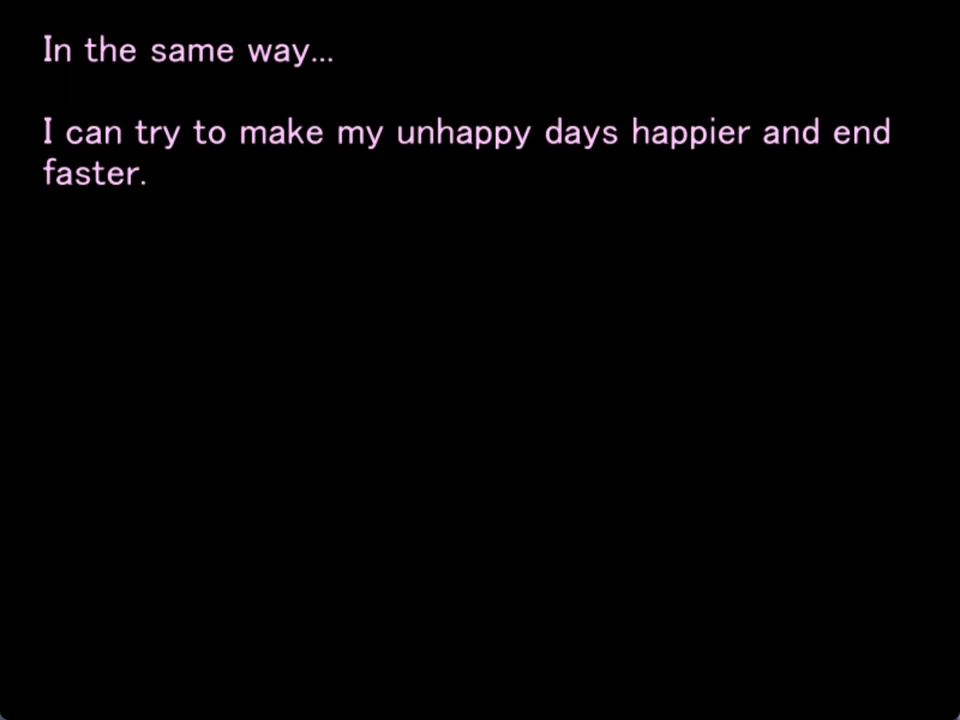 In the same way...
I can try to make my unhappy days happier and end
faster.